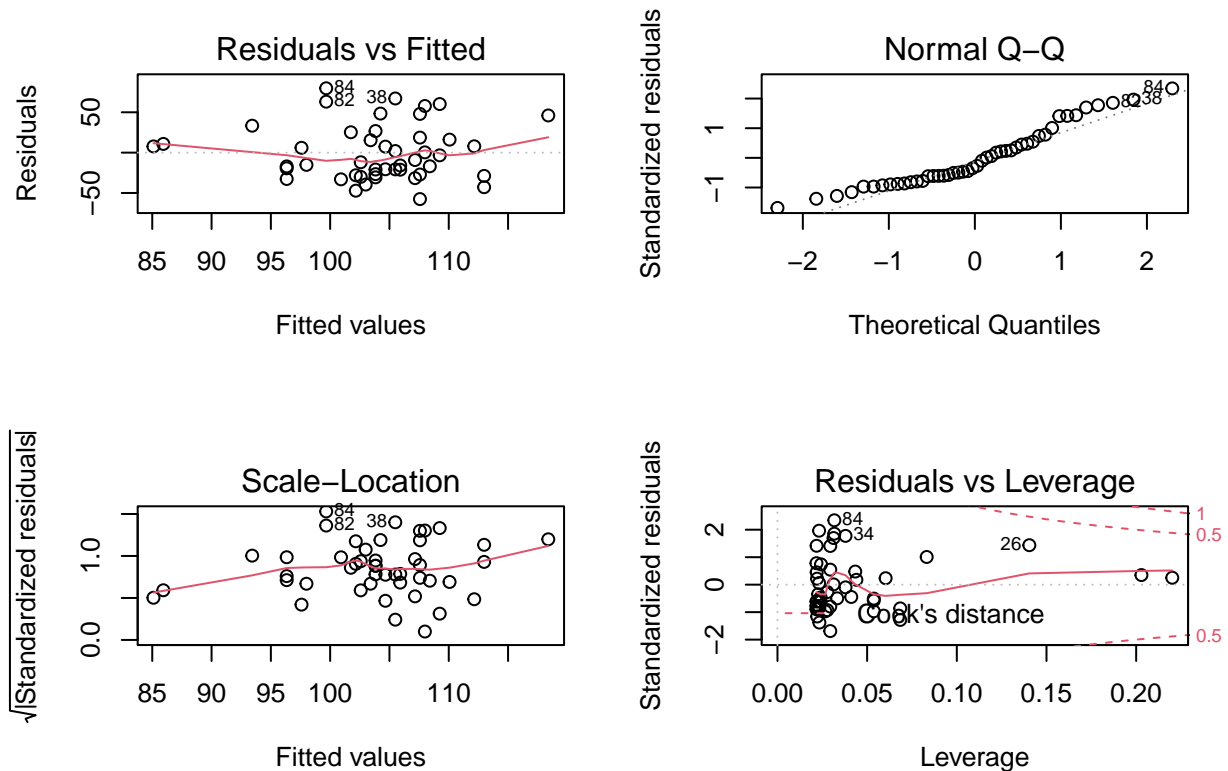 Residuals vs Fitted
Residuals
50
−50
84
82
38
85 90 95 100 110
Fitted values
Normal Q−Q
Standardized residuals
1
−1
84
82
38
−2 −1 0 1 2
Theoretical Quantiles
Scale−Location
√|Standardized residuals|
1.0
0.0
84
82
38
85 90 95 100 110
Fitted values
Residuals vs Leverage
Standardized residuals
2
0
−2
84
34
26
Cook's distance
1
0.5
0.5
0.00 0.05 0.10 0.15 0.20
Leverage